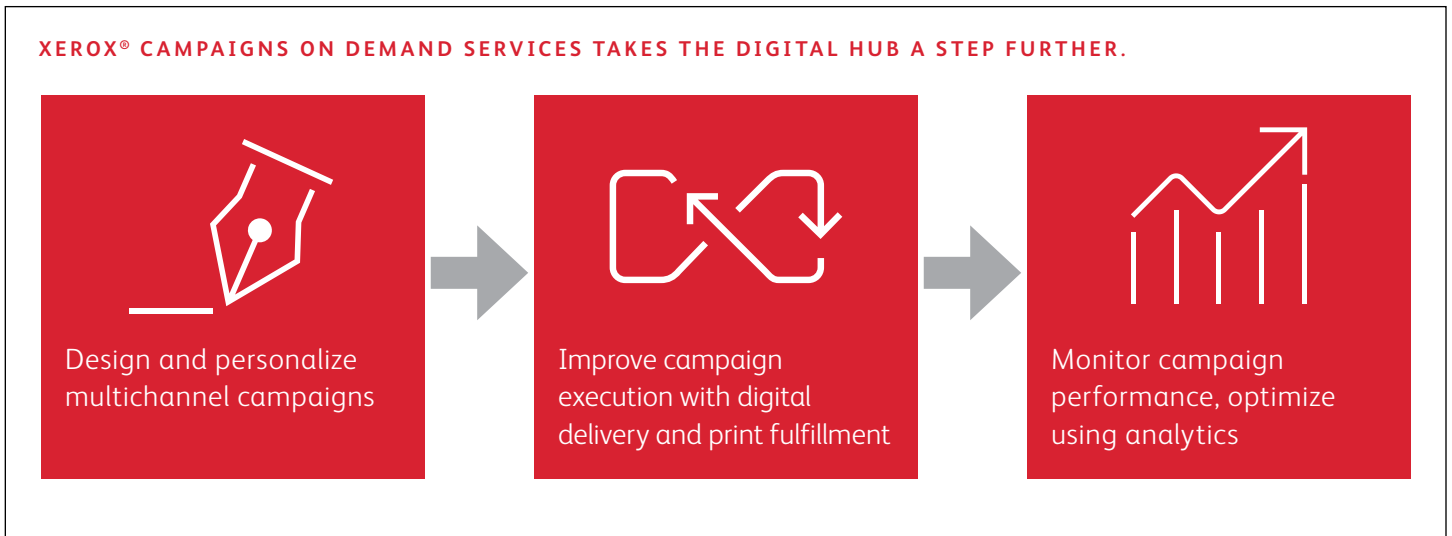 XEROX® CAMPAIGNS ON DEMAND SERVICES TAKES THE DIGITAL HUB A STEP FURTHER.
Design and personalize
multichannel campaigns
Improve campaign
execution with digital
delivery and print fulfillment
Monitor campaign
performance, optimize
using analytics